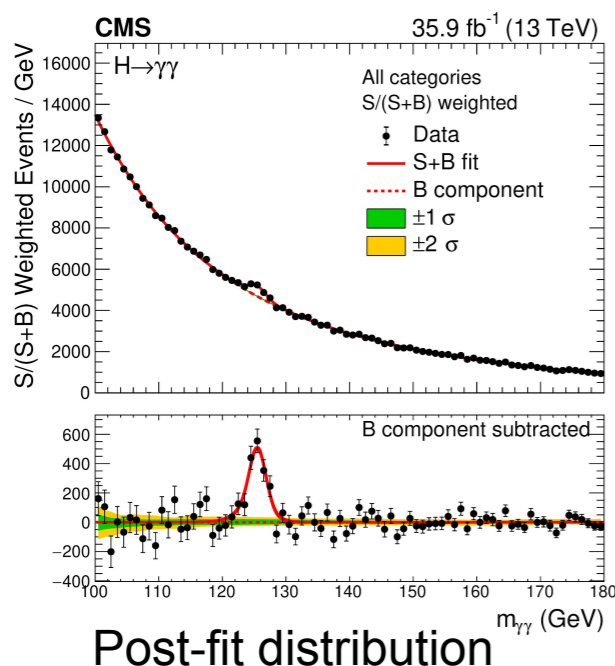 CMS 35.9 fb⁻¹ (13 TeV)
H→γγ
All categories
S/(S+B) weighted
Data
S+B fit
B component
±1 σ
±2 σ
S/(S+B) Weighted Events / GeV
16000
14000
12000
10000
8000
6000
4000
2000
0
B component subtracted
600
400
200
0
−200
−400
100 110 120 130 140 150 160 170 180
m_γγ (GeV)
Post-fit distribution